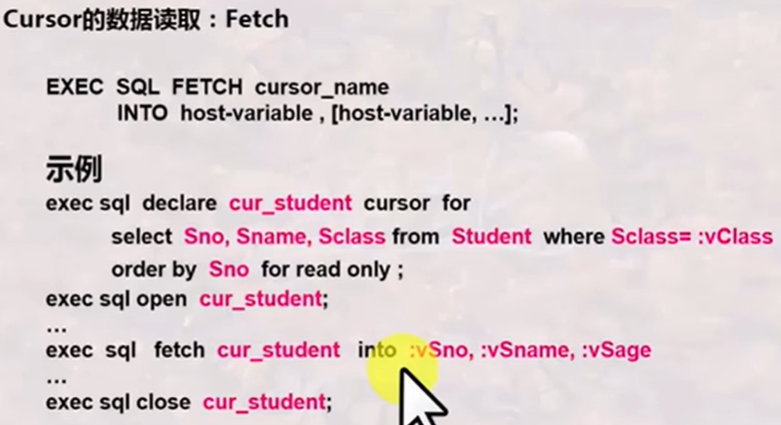 Cursor的数据读取：Fetch
EXEC SQL FETCH cursor_name
INTO host-variable , [host-variable, …];
示例
exec sql declare cur_student cursor for
select Sno, Sname, Sclass from Student where Sclass= :vClass
order by Sno for read only ;
exec sql open cur_student;
…
exec sql fetch cur_student into :vSno, :vSname, :vSage
…
exec sql close cur_student;